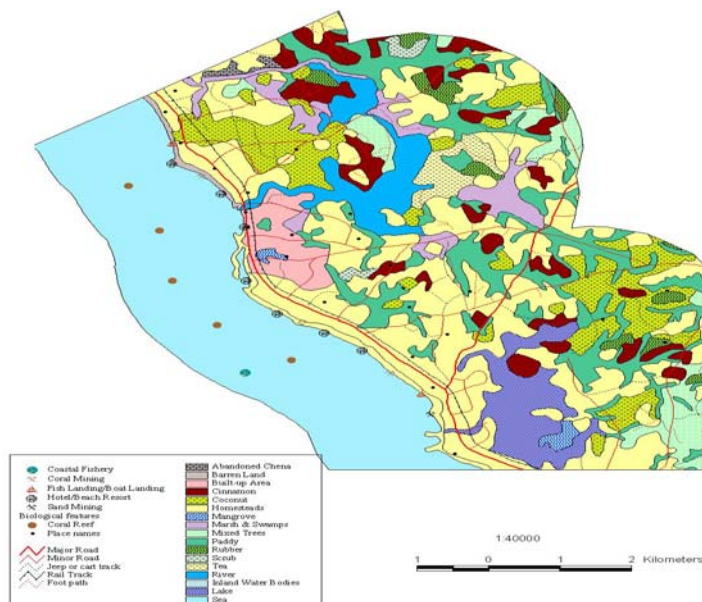 Coastal Fishery
Coral Mining
Fish Landing/Boat Landing
Hotel/Beach Resort
Sand Mining
Biological features
Coral Reef
Place names
Major Road
Minor Road
Jeep or cart track
Rail Track
Foot path
Abandoned Chena
Barren Land
Built-up Area
Cinnamon
Coconut
Homesteads
Mangrove
Marsh & Swamps
Mixed Trees
Paddy
Rubber
Scrub
Tea
River
Inland Water Bodies
Lake
Sea
1:40000
1 0 1 2 Kilometers